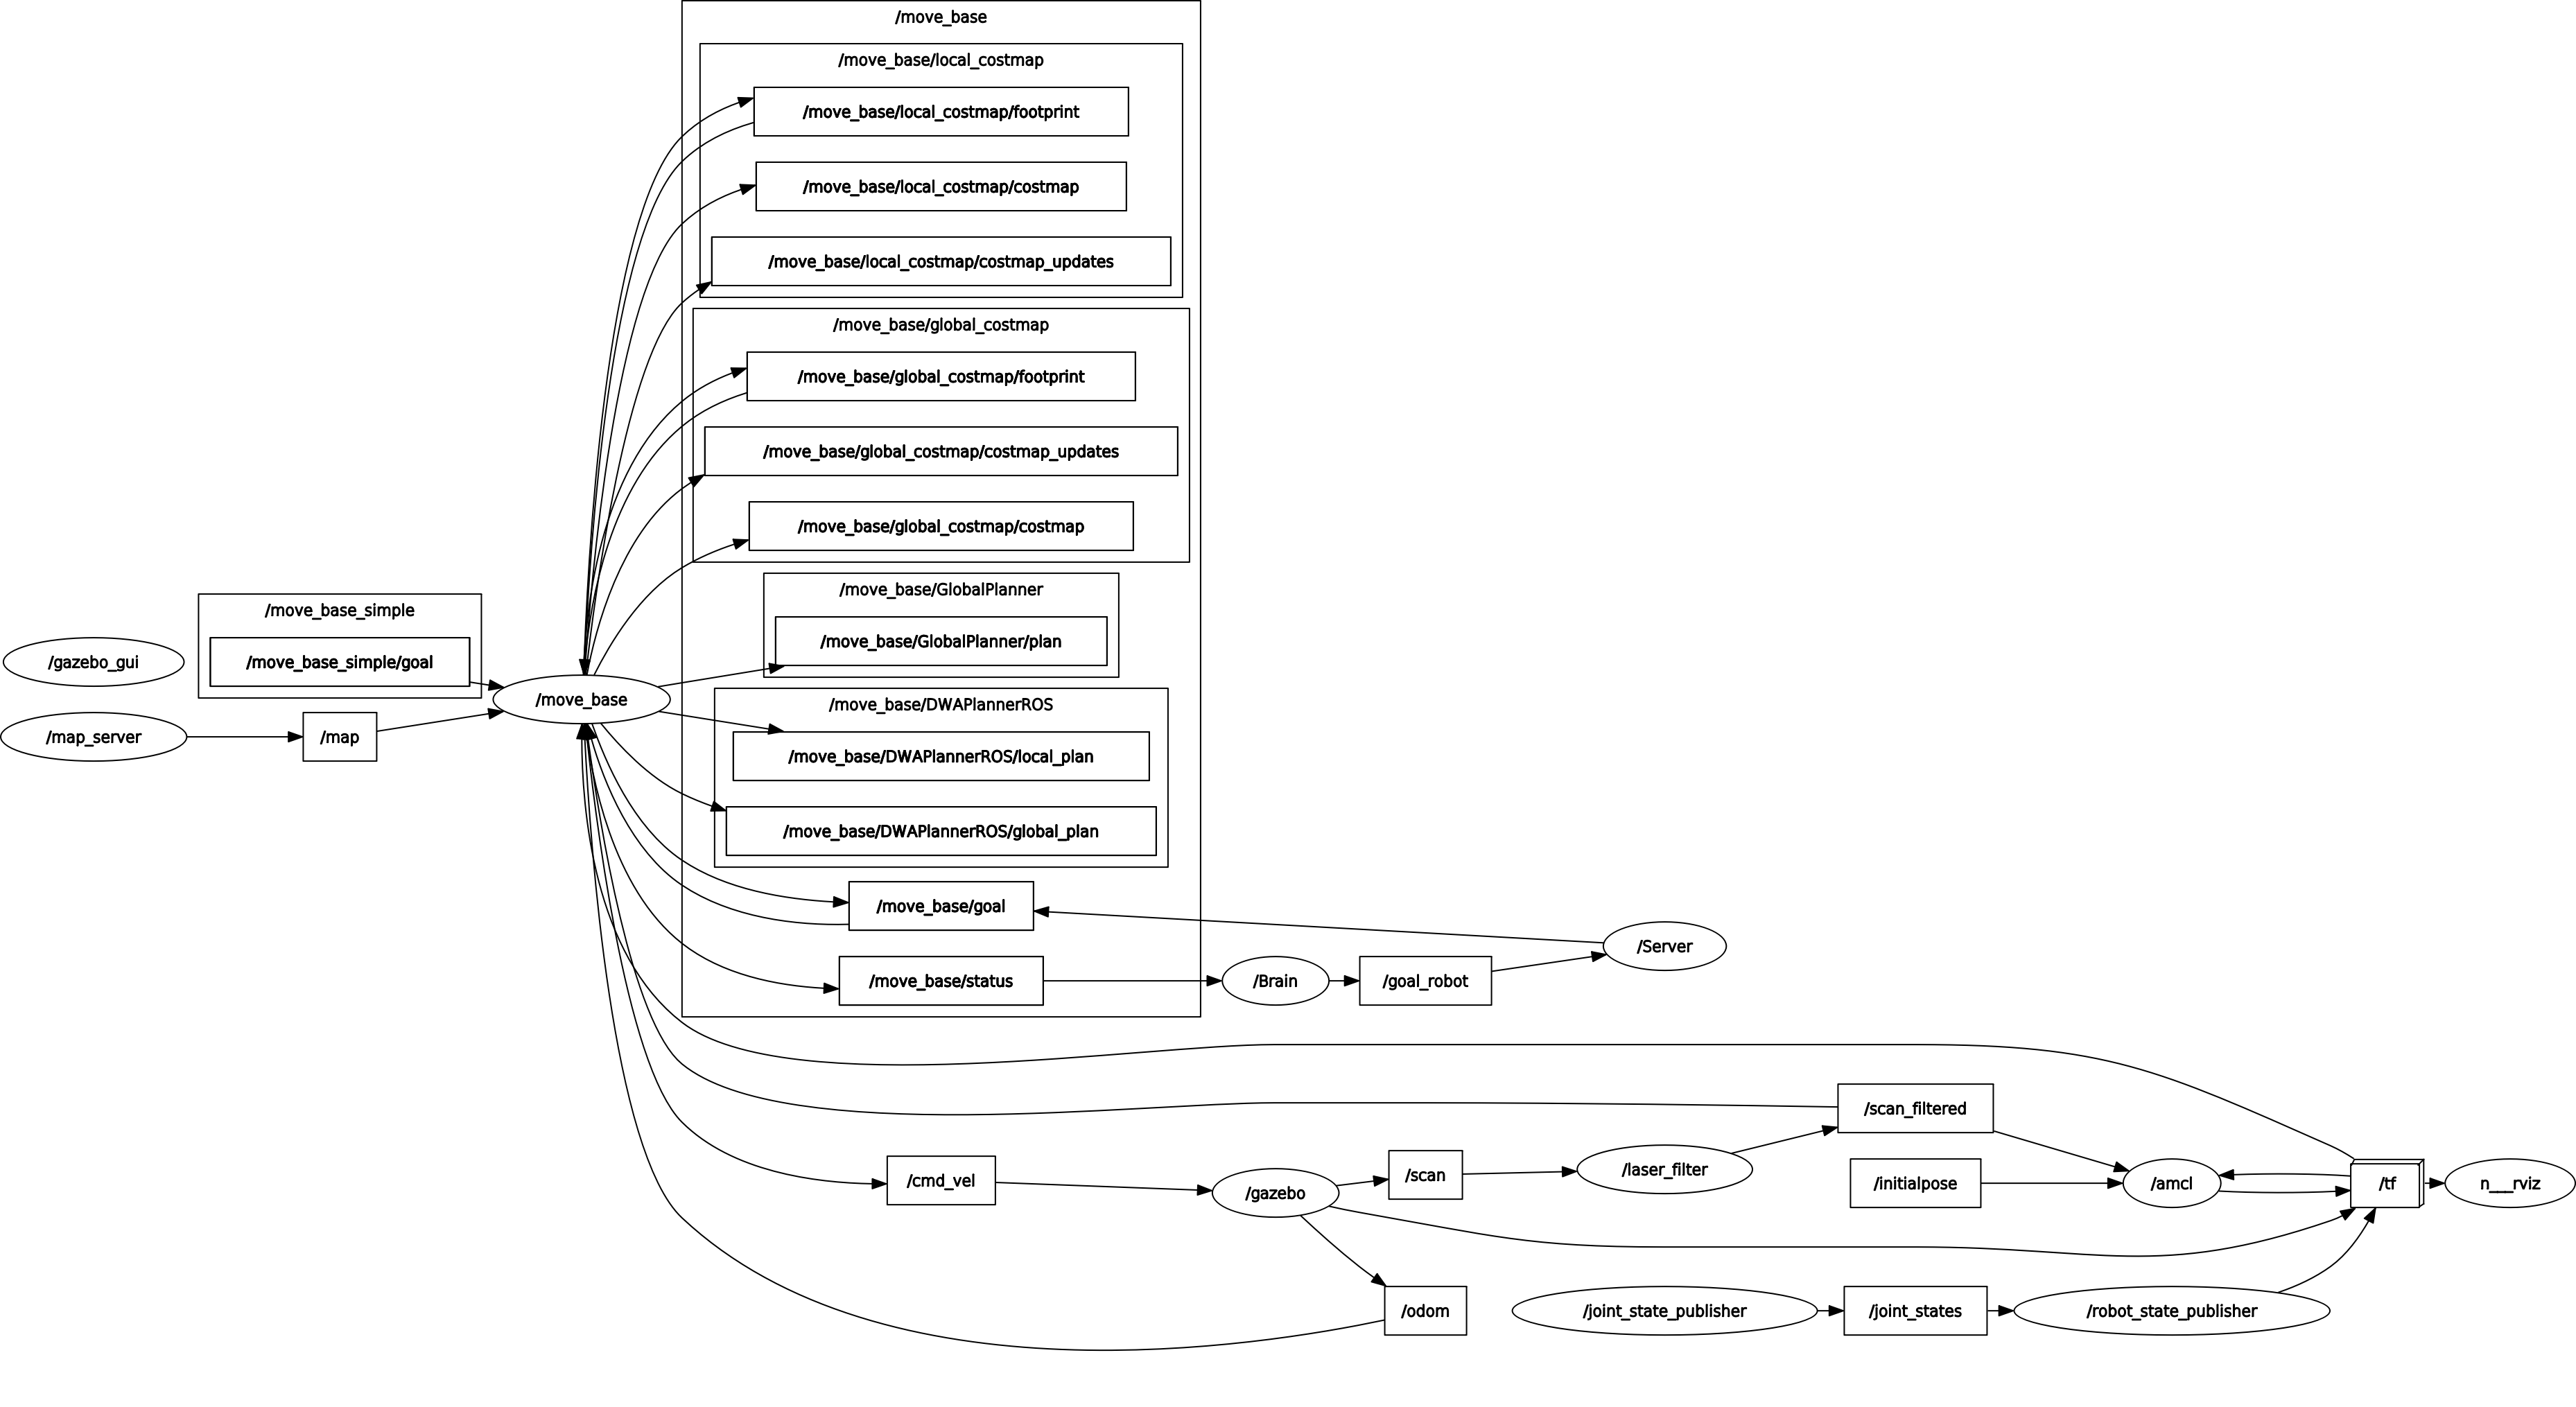 /move_base
/move_base/local_costmap
/move_base/local_costmap/footprint
/move_base/local_costmap/costmap
/move_base/local_costmap/costmap_updates
/move_base/global_costmap
/move_base/global_costmap/footprint
/move_base/global_costmap/costmap_updates
/move_base/global_costmap/costmap
/move_base/GlobalPlanner
/move_base/GlobalPlanner/plan
/move_base_simple
/move_base_simple/goal
/gazebo_gui
/move_base
/map_server
/map
/move_base/DWAPlannerROS
/move_base/DWAPlannerROS/local_plan
/move_base/DWAPlannerROS/global_plan
/move_base/goal
/Server
/move_base/status
/Brain
/goal_robot
/scan_filtered
/cmd_vel
/gazebo
/scan
/laser_filter
/initialpose
/amcl
/tf
n___rviz
/odom
/joint_state_publisher
/joint_states
/robot_state_publisher